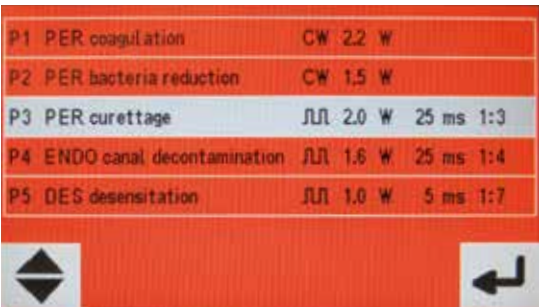 P1 PER coagulation CW 2.2 W
P2 PER bacteria reduction CW 1.5 W
P3 PER curettage 2.0 W 25 ms 1:3
P4 ENDO canal decontamination 1.6 W 25 ms 1:4
P5 DES desensitation 1.0 W 5 ms 1:7